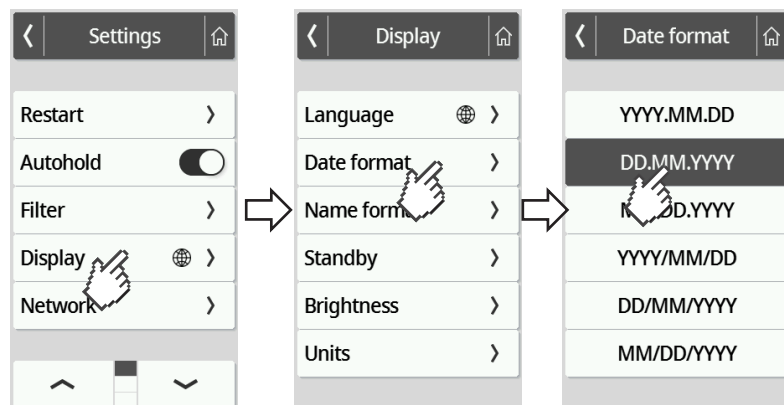 Settings
Restart
Autohold
Filter
Display
Network
Display
Language
Date format
Name
Standby
Brightness
Units
Date format
YYYY.MM.DD
DD.MM.YYYY
YYYY/MM/DD
DD/MM/YYYY
MM/DD/YYYY